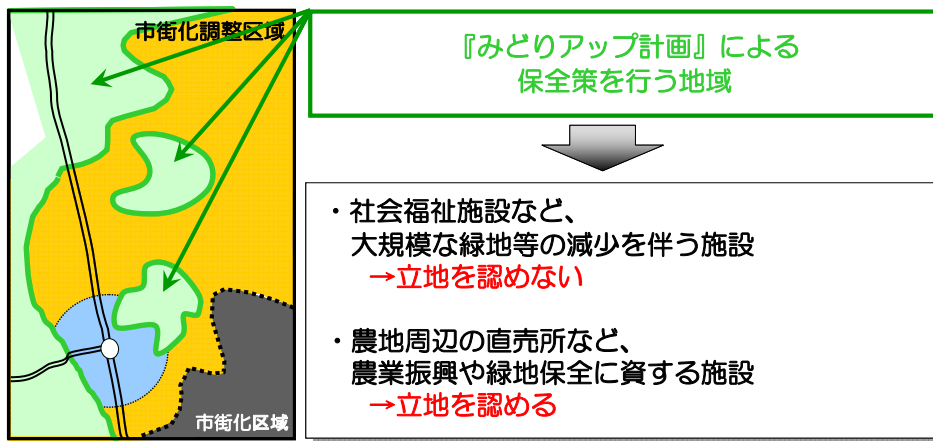 市街化調整区域
『みどりアップ計画』による
保全策を行う地域
・社会福祉施設など、
大規模な緑地等の減少を伴う施設
→立地を認めない
・農地周辺の直売所など、
農業振興や緑地保全に資する施設
→立地を認める
市街化区域